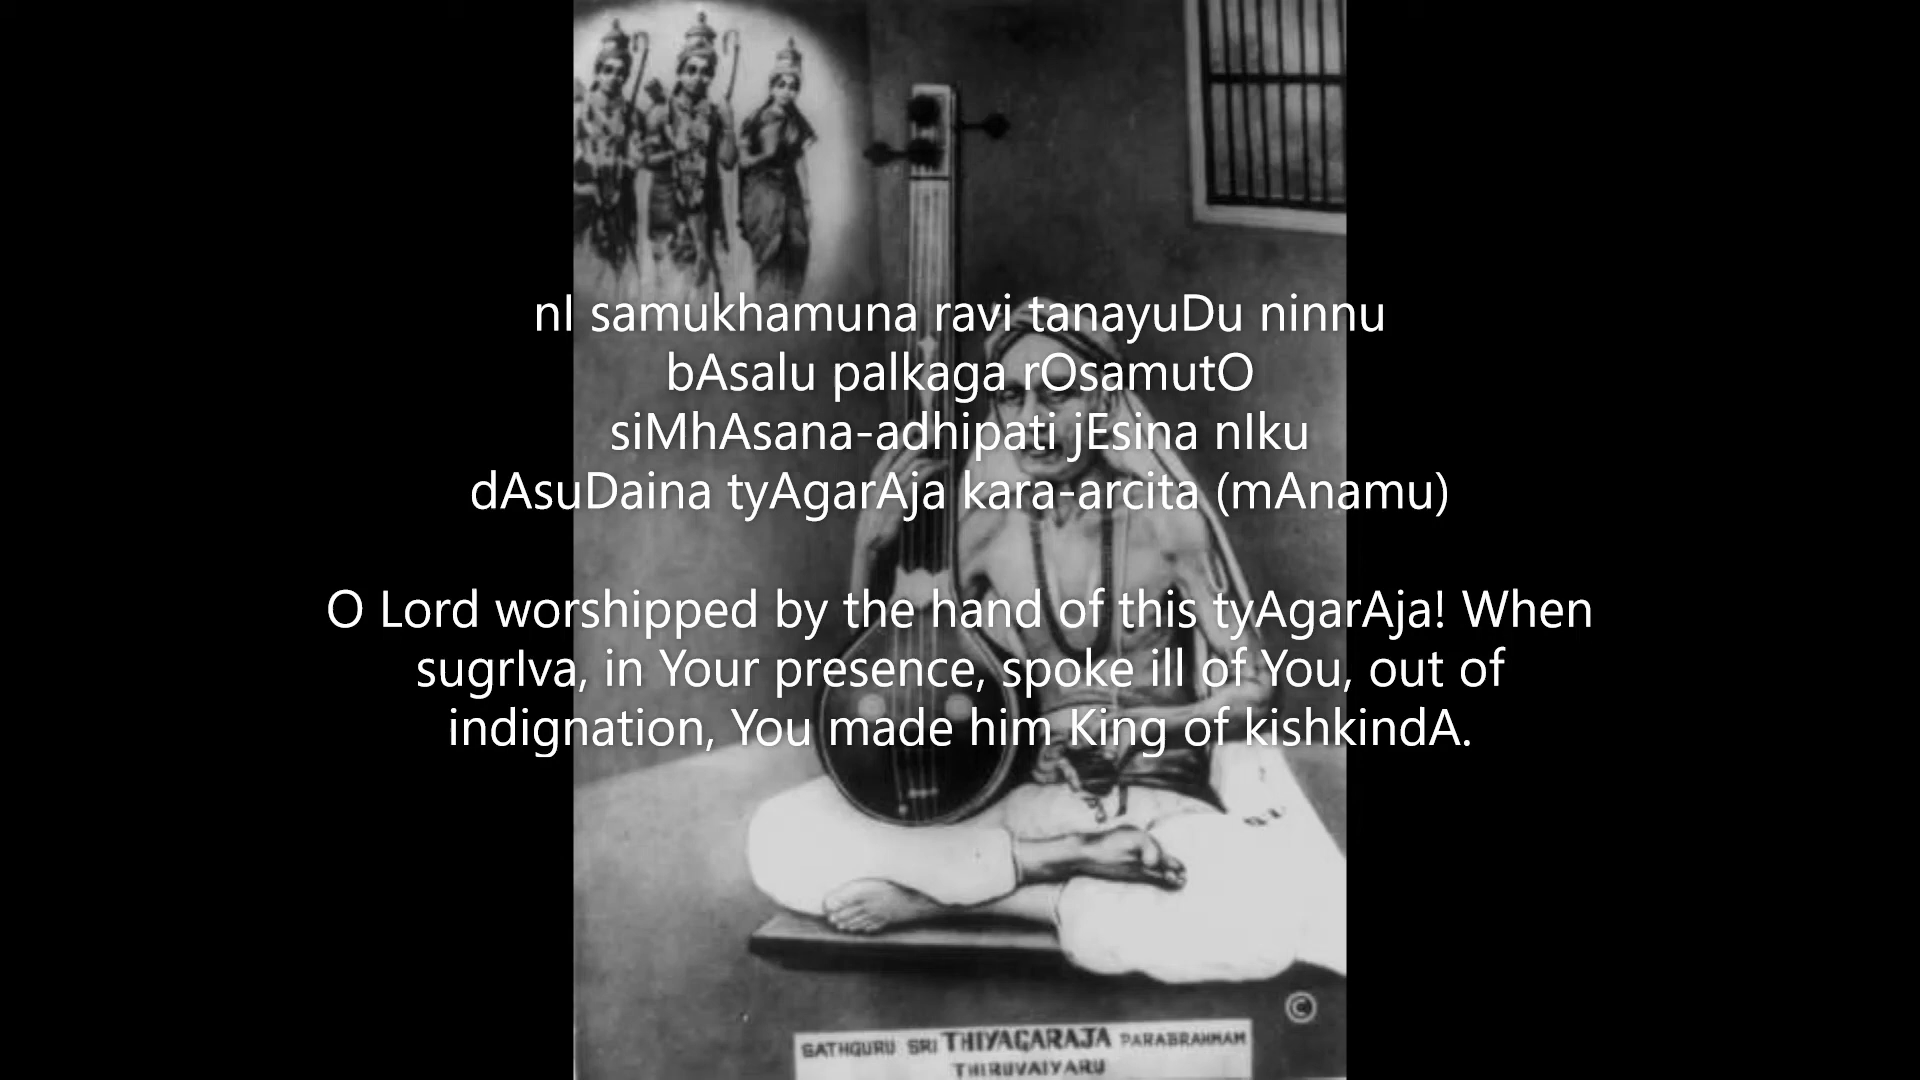 nI samukhamuna ravi tanayuDu ninnu
bAsalu palkaga rOsamutO
siMhAsana-adhipati jEsina nIku
dAsuDaina tyAgarAja kara-arcita (mAnamu)
O Lord worshipped by the hand of this tyAgarAja! When
sugrIva, in Your presence, spoke ill of You, out of
indignation, You made him King of kishkindA.
©
SATHGURU SRI THIYAGARAJA PARABRAHMAM
THIRUVAIYARU